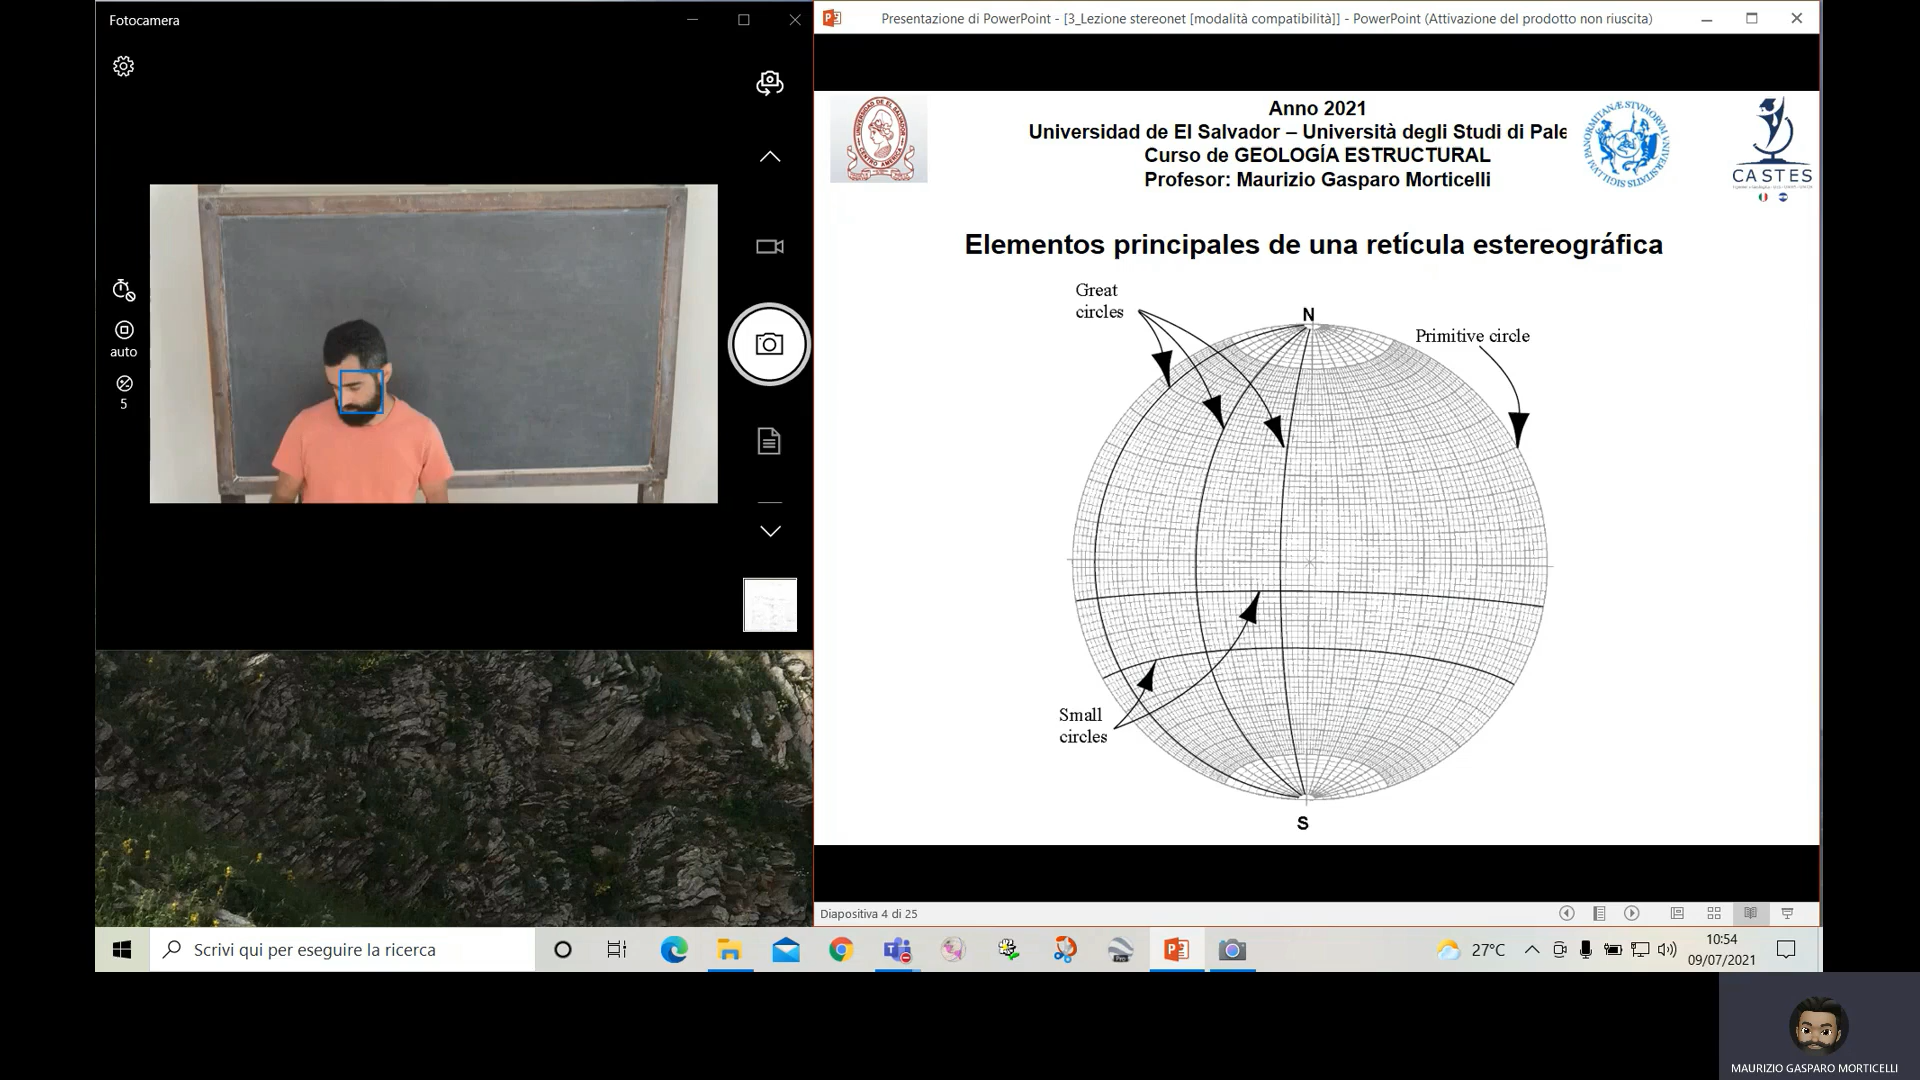 Fotocamera
auto
5
Presentazione di PowerPoint - [3_Lezione stereonet [modalità compatibilità]] - PowerPoint (Attivazione del prodotto non riuscita)
Anno 2021
Universidad de El Salvador – Università degli Studi di Pale
Curso de GEOLOGÍA ESTRUCTURAL
Profesor: Maurizio Gasparo Morticelli
CASTES
Elementos principales de una retícula estereográfica
Great
circles
N
Primitive circle
Small
circles
S
Diapositiva 4 di 25
Scrivi qui per eseguire la ricerca
27°C
10:54
09/07/2021
MAURIZIO GASPARO MORTICELLI